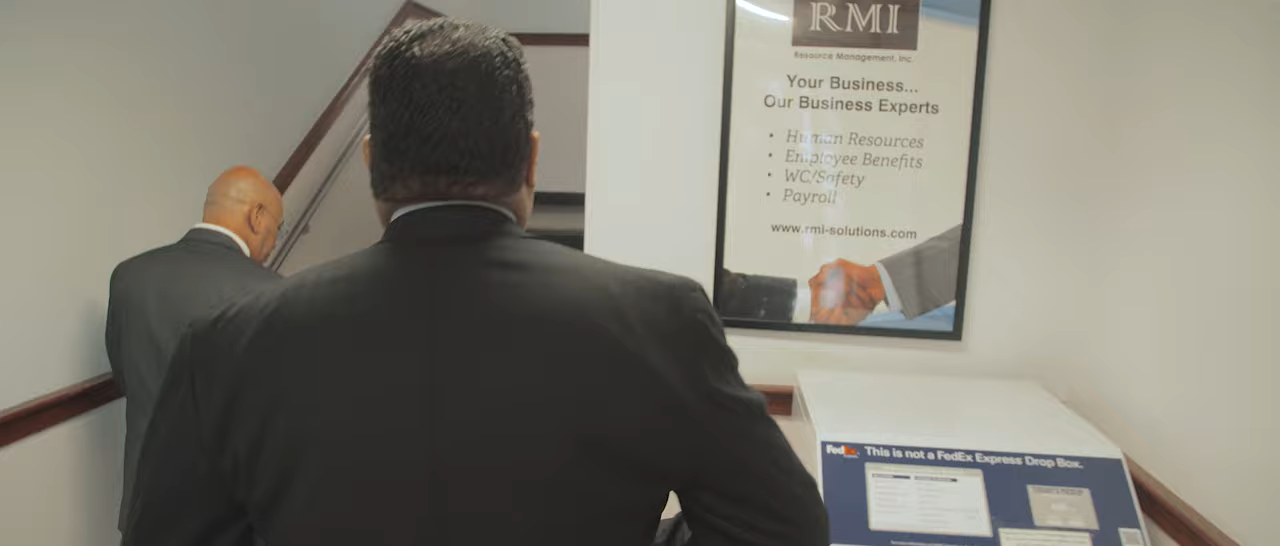 RMI
Resource Management, Inc.
Your Business...
Our Business Experts
• Human Resources
• Employee Benefits
• WC/Safety
• Payroll
www.rmi-solutions.com
FedEx This is not a FedEx Express Drop Box.